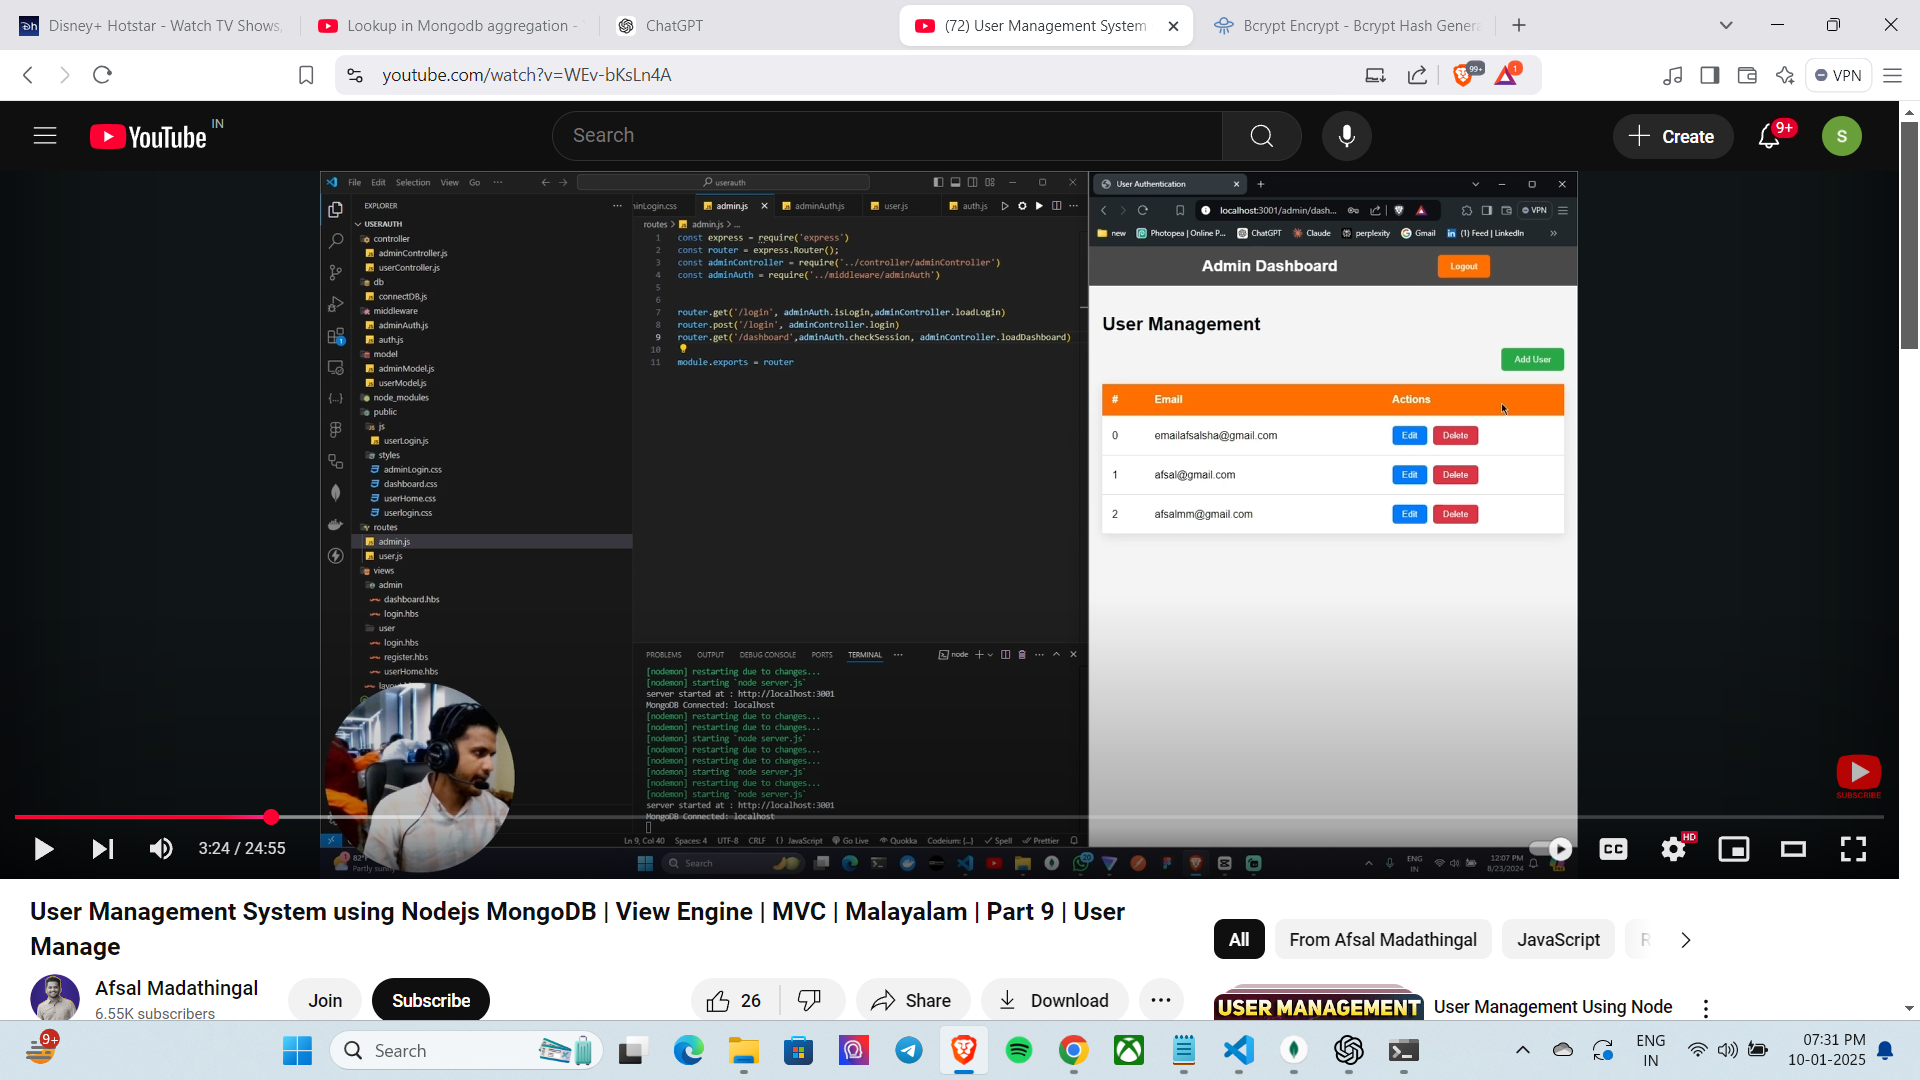 Disney+ Hotstar - Watch TV Shows,
Lookup in Mongodb aggregation -
ChatGPT
(72) User Management System
Bcrypt Encrypt - Bcrypt Hash Genera
youtube.com/watch?v=WEv-bKsLn4A
99+
1
VPN
YouTube IN
Search
Create
9+
S
File Edit Selection View Go ...
userauth
EXPLORER
USERAUTH
controller
adminController.js
userController.js
db
connectDB.js
middleware
adminAuth.js
auth.js
model
adminModel.js
userModel.js
node_modules
public
js
userLogin.js
styles
adminLogin.css
dashboard.css
userHome.css
userlogin.css
routes
admin.js
user.js
views
admin
dashboard.hbs
login.hbs
user
login.hbs
register.hbs
userHome.hbs
inLogin.css
admin.js
adminAuth.js
user.js
auth.js
routes > admin.js > ...
1 const express = require('express')
2 const router = express.Router();
3 const adminController = require('../controller/adminController')
4 const adminAuth = require('../middleware/adminAuth')
5
6
7 router.get('/login', adminAuth.isLogin,adminController.loadLogin)
8 router.post('/login', adminController.login)
9 router.get('/dashboard',adminAuth.checkSession, adminController.loadDashboard)
10
11 module.exports = router
PROBLEMS OUTPUT DEBUG CONSOLE PORTS TERMINAL ... node
[nodemon] restarting due to changes...
[nodemon] starting `node server.js`
server started at : http://localhost:3001
MongoDB Connected: localhost
[nodemon] restarting due to changes...
[nodemon] restarting due to changes...
[nodemon] starting `node server.js`
[nodemon] restarting due to changes...
[nodemon] restarting due to changes...
[nodemon] starting `node server.js`
[nodemon] restarting due to changes...
[nodemon] starting `node server.js`
server started at : http://localhost:3001
MongoDB Connected: localhost
Ln 9, Col 40 Spaces: 4 UTF-8 CRLF {} JavaScript Go Live Quokka Codeium: {...} Spell Prettier
User Authentication
localhost:3001/admin/dash...
VPN
new Photopea | Online P... ChatGPT Claude perplexity Gmail (1) Feed | LinkedIn
Admin Dashboard
Logout
User Management
Add User
# Email Actions
0 emailafsalsha@gmail.com Edit Delete
1 afsal@gmail.com Edit Delete
2 afsalmm@gmail.com Edit Delete
SUBSCRIBE
Search
ENG
IN
12:07 PM
8/23/2024
3:24 / 24:55
CC
HD
User Management System using Nodejs MongoDB | View Engine | MVC | Malayalam | Part 9 | User
Manage
Afsal Madathingal
6.55K subscribers
Join
Subscribe
26
Share
Download
All
From Afsal Madathingal
JavaScript
USER MANAGEMENT
User Management Using Node
9+
Search
ENG
IN
07:31 PM
10-01-2025